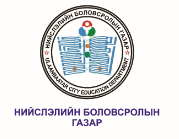 НИЙСЛЭЛИЙН БОЛОВСРОЛЫН ГАЗАР
ULAANBAATAR CITY EDUCATION DEPARTMENT
НИЙСЛЭЛИЙН БОЛОВСРОЛЫН
ГАЗАР